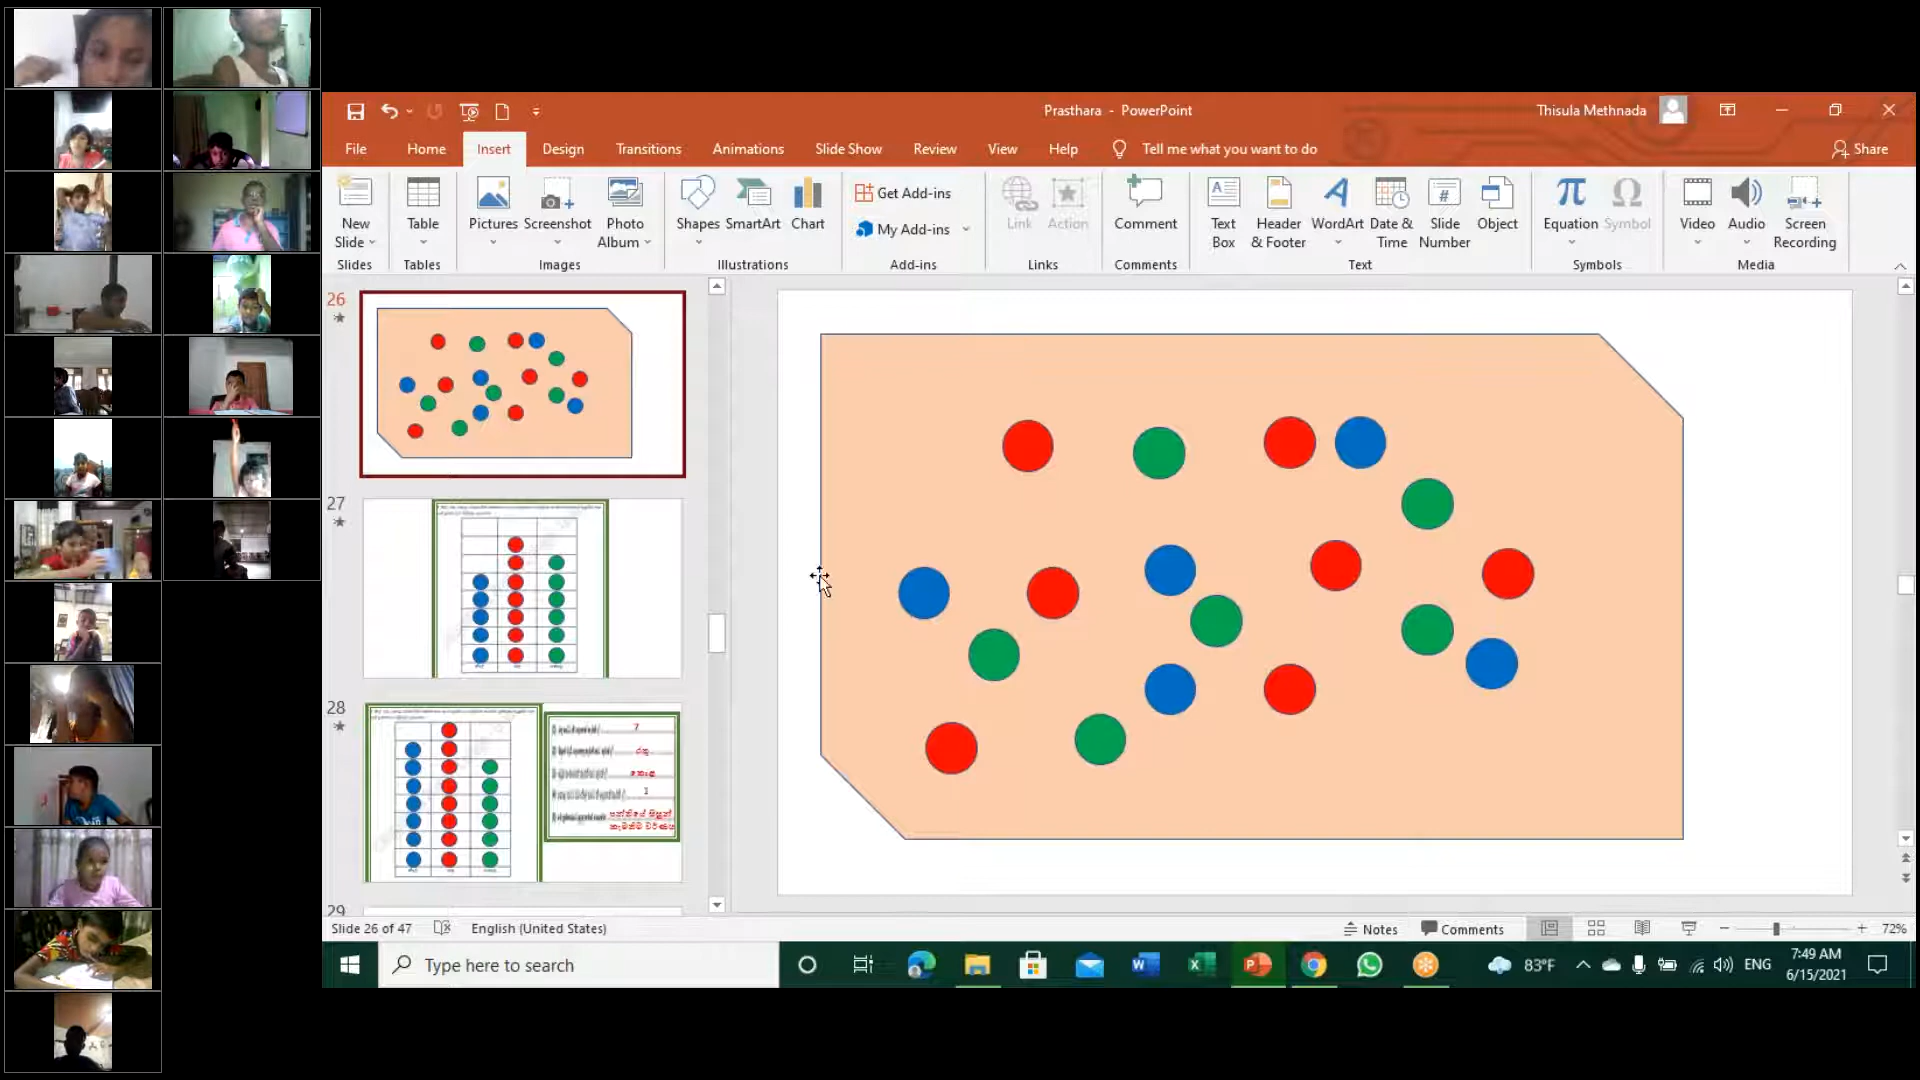 Prasthara - PowerPoint
Thisula Methnada
File Home Insert Design Transitions Animations Slide Show Review View Help Tell me what you want to do Share
New Slide
Table
Pictures
Screenshot
Photo Album
Shapes
SmartArt
Chart
Get Add-ins
My Add-ins
Link
Action
Comment
Text Box
Header & Footer
WordArt
Date & Time
Slide Number
Object
Equation
Symbol
Video
Audio
Screen Recording
Slides Tables Images Illustrations Add-ins Links Comments Text Symbols Media
26
27
28
7
රතු
කොළ
1
29
Slide 26 of 47 English (United States) Notes Comments 72%
Type here to search
83°F
ENG
7:49 AM
6/15/2021